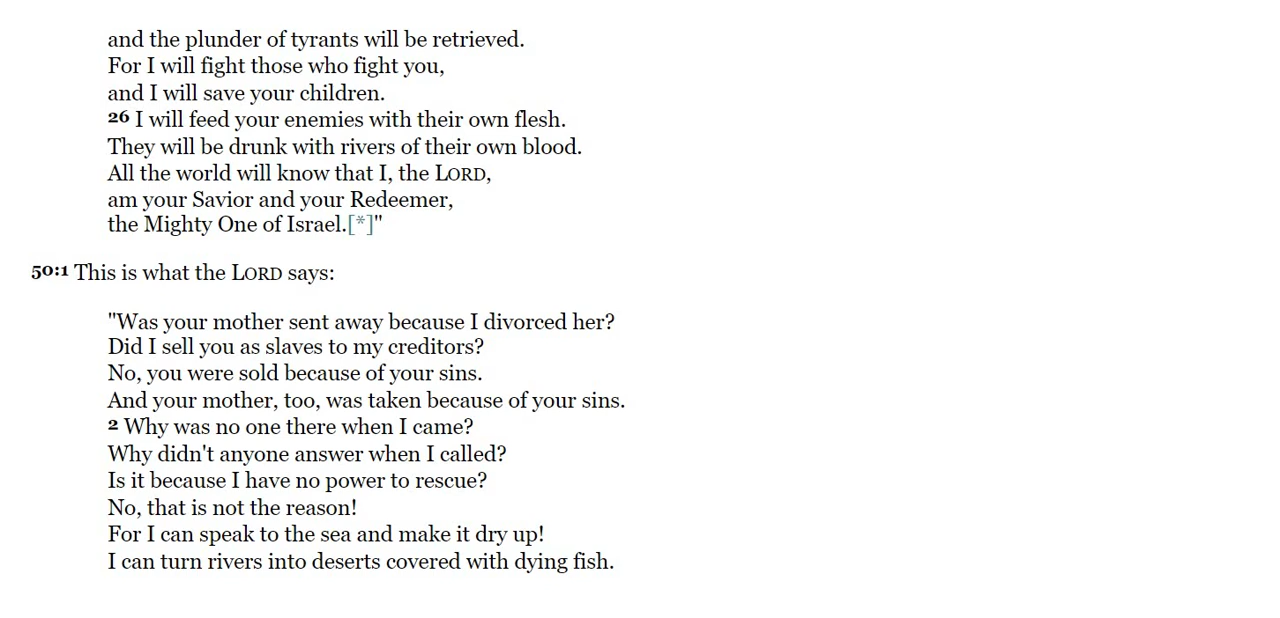 and the plunder of tyrants will be retrieved.
For I will fight those who fight you,
and I will save your children.
26 I will feed your enemies with their own flesh.
They will be drunk with rivers of their own blood.
All the world will know that I, the LORD,
am your Savior and your Redeemer,
the Mighty One of Israel.[*]"
50:1 This is what the LORD says:
"Was your mother sent away because I divorced her?
Did I sell you as slaves to my creditors?
No, you were sold because of your sins.
And your mother, too, was taken because of your sins.
2 Why was no one there when I came?
Why didn't anyone answer when I called?
Is it because I have no power to rescue?
No, that is not the reason!
For I can speak to the sea and make it dry up!
I can turn rivers into deserts covered with dying fish.